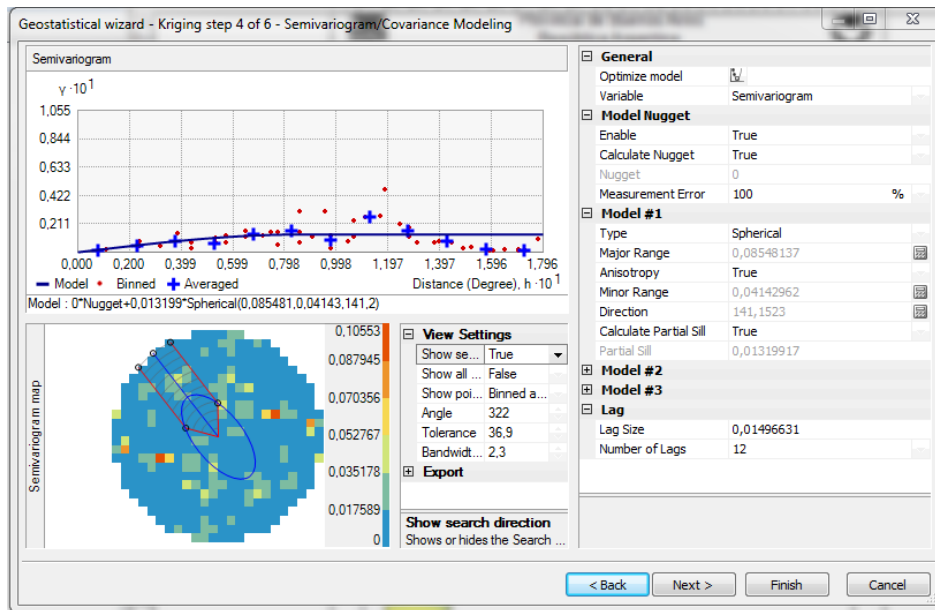 Geostatistical wizard - Kriging step 4 of 6 - Semivariogram/Covariance Modeling
Semivariogram
γ ·10¹
1,055
0,844
0,633
0,422
0,211
0,000 0,200 0,399 0,599 0,798 0,998 1,197 1,397 1,596 1,796
Model Binned Averaged Distance (Degree), h ·10¹
Model : 0*Nugget+0,013199*Spherical(0,085481,0,04143,141,2)
Semivariogram map
0,10553
0,087945
0,070356
0,052767
0,035178
0,017589
0
View Settings
Show se... True
Show all ... False
Show poi... Binned a...
Angle 322
Tolerance 36,9
Bandwidt... 2,3
Export
Show search direction
Shows or hides the Search ...
General
Optimize model
Variable Semivariogram
Model Nugget
Enable True
Calculate Nugget True
Nugget 0
Measurement Error 100 %
Model #1
Type Spherical
Major Range 0,08548137
Anisotropy True
Minor Range 0,04142962
Direction 141,1523
Calculate Partial Sill True
Partial Sill 0,01319917
Model #2
Model #3
Lag
Lag Size 0,01496631
Number of Lags 12
< Back Next > Finish Cancel